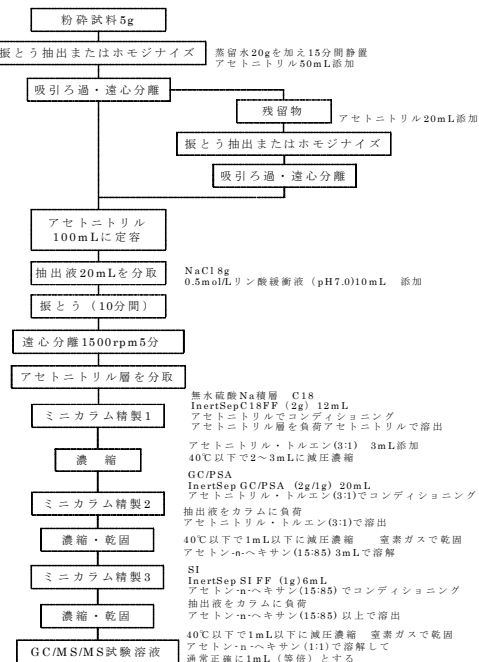 粉砕試料5g
振とう抽出またはホモジナイズ
蒸留水20gを加え15分間静置
アセトニトリル50mL添加
吸引ろ過・遠心分離
残留物
アセトニトリル20mL添加
振とう抽出またはホモジナイズ
吸引ろ過・遠心分離
アセトニトリル
100mLに定容
抽出液20mLを分取
NaCl 8g
0.5mol/Lリン酸緩衝液（pH7.0)10mL 添加
振とう（10分間）
遠心分離1500rpm5分
アセトニトリル層を分取
ミニカラム精製1
無水硫酸Na積層 C18
InertSepC18FF（2g）12mL
アセトニトリルでコンディショニング
アセトニトリル層を負荷アセトニトリルで溶出
濃 縮
アセトニトリル・トルエン(3:1) 3mL添加
40℃以下で2～3mLに減圧濃縮
ミニカラム精製2
GC/PSA
InertSep GC/PSA (2g/1g) 20mL
アセトニトリル・トルエン(3:1)でコンディショニング
抽出液をカラムに負荷
アセトニトリル・トルエン(3:1)で溶出
濃縮・乾固
40℃以下で1mL以下に減圧濃縮 窒素ガスで乾固
アセトン-n-ヘキサン(15:85) 3mLで溶解
ミニカラム精製3
SI
InertSep SI FF (1g)6mL
アセトン-n-ヘキサン(15:85) でコンディショニング
抽出液をカラムに負荷
アセトン-n-ヘキサン(15:85) 以上で溶出
濃縮・乾固
40℃以下で1mL以下に減圧濃縮 窒素ガスで乾固
アセトン-n-ヘキサン(1:1)で溶解して
通常正確に1mL（等倍）とする
GC/MS/MS試験溶液